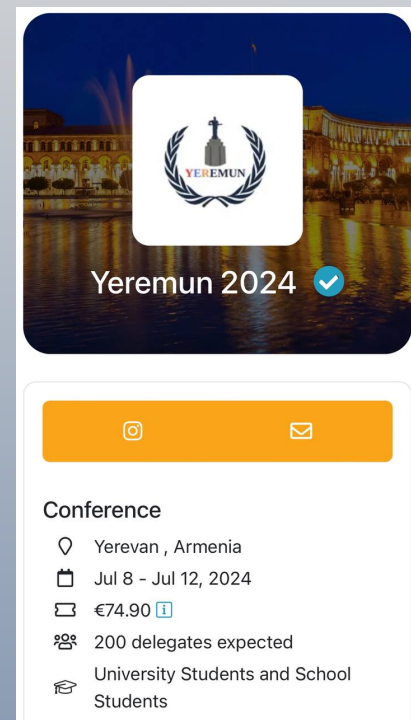 YEREMUN
Yeremun 2024
Conference
Yerevan , Armenia
Jul 8 - Jul 12, 2024
€74.90 i
200 delegates expected
University Students and School
Students